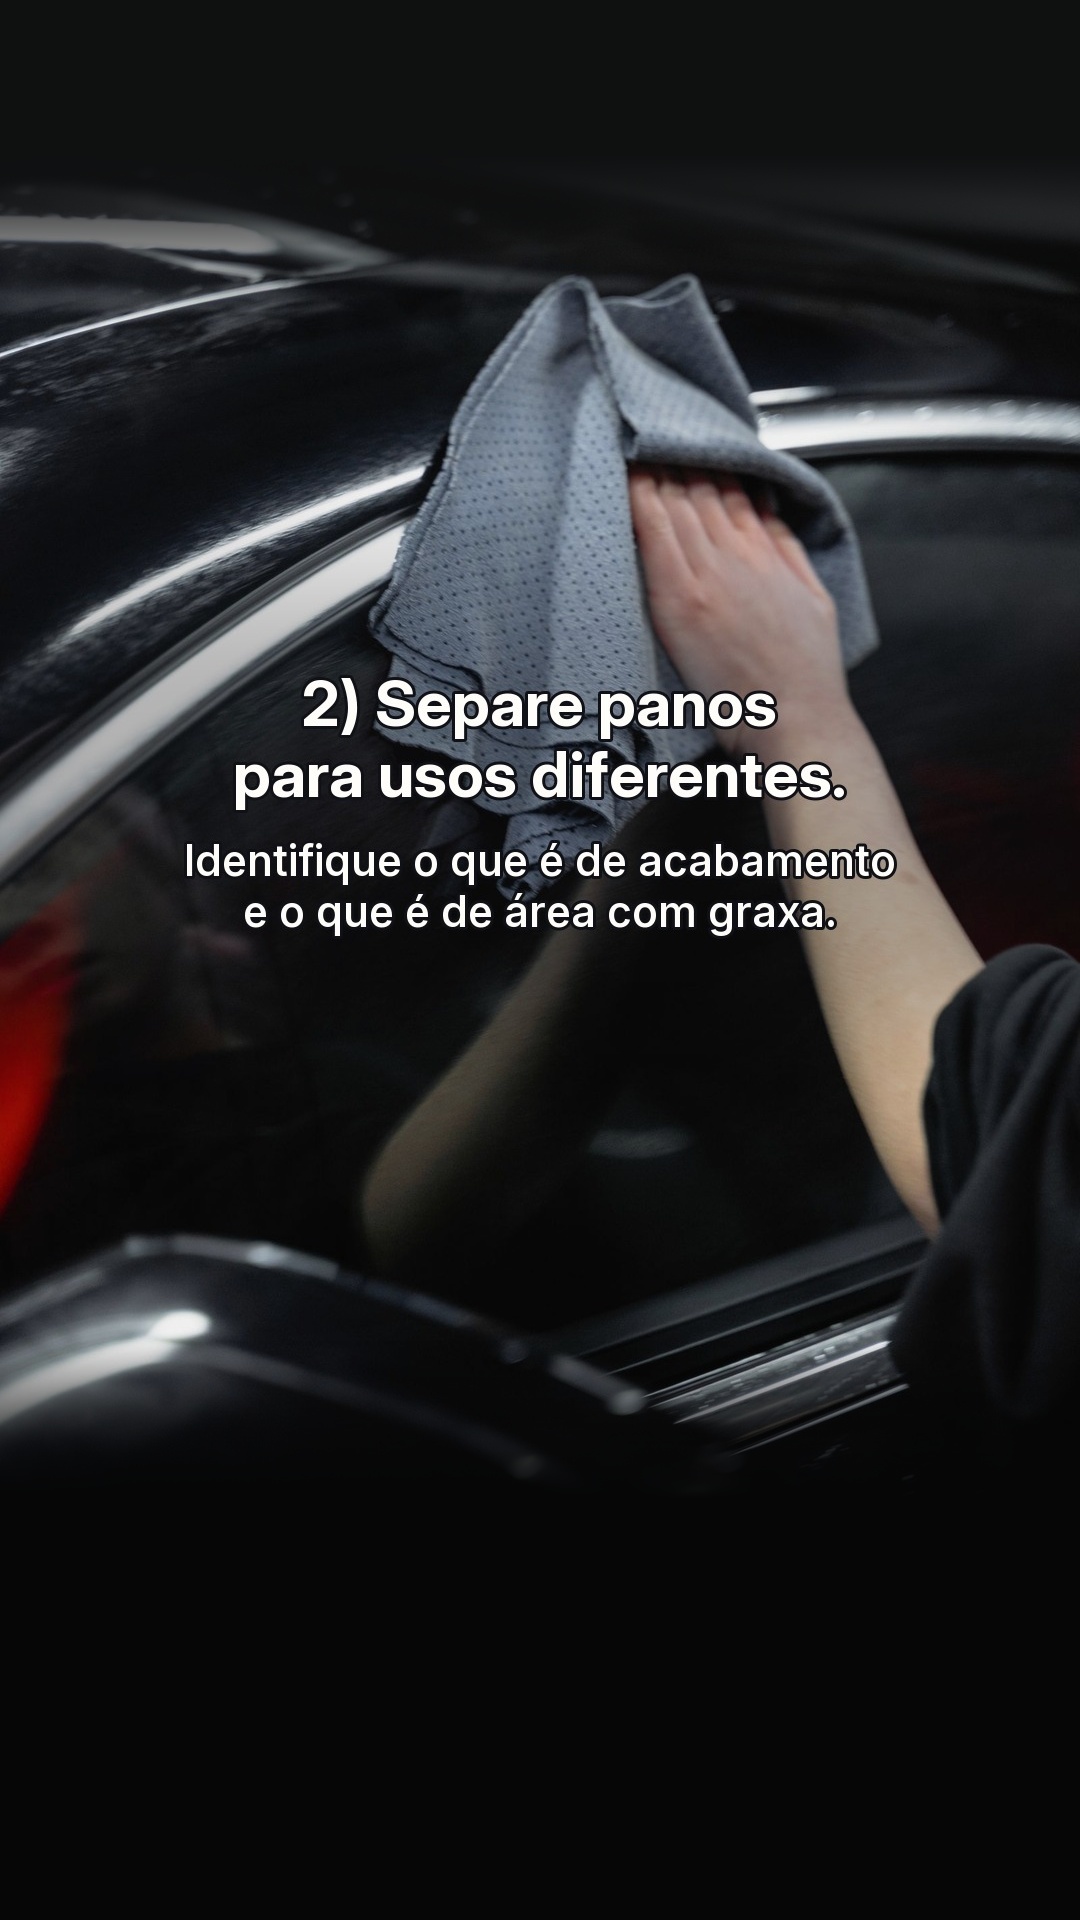 2) Separe panos
para usos diferentes.
Identifique o que é de acabamento
e o que é de área com graxa.